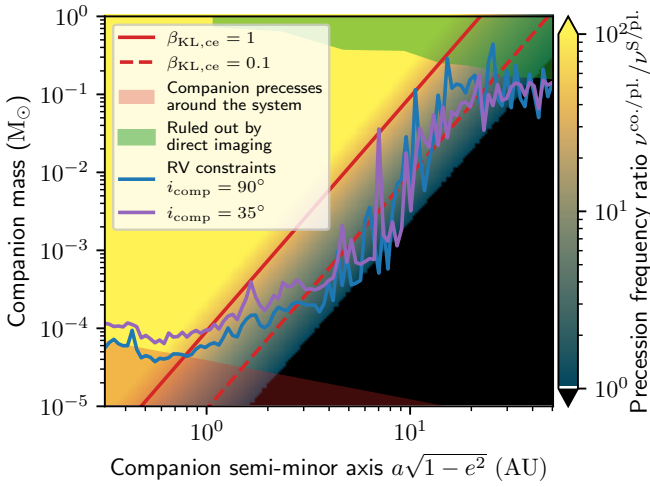 β_KL,ce = 1
β_KL,ce = 0.1
Companion precesses
around the system
Ruled out by
direct imaging
RV constraints
i_comp = 90°
i_comp = 35°
10^0
10^-1
10^-2
10^-3
10^-4
10^-5
Companion mass (M_⊙)
10^0
10^1
Companion semi-minor axis a√1 − e² (AU)
10^2
10^1
10^0
Precession frequency ratio ν^co./pl./ν^S/pl.